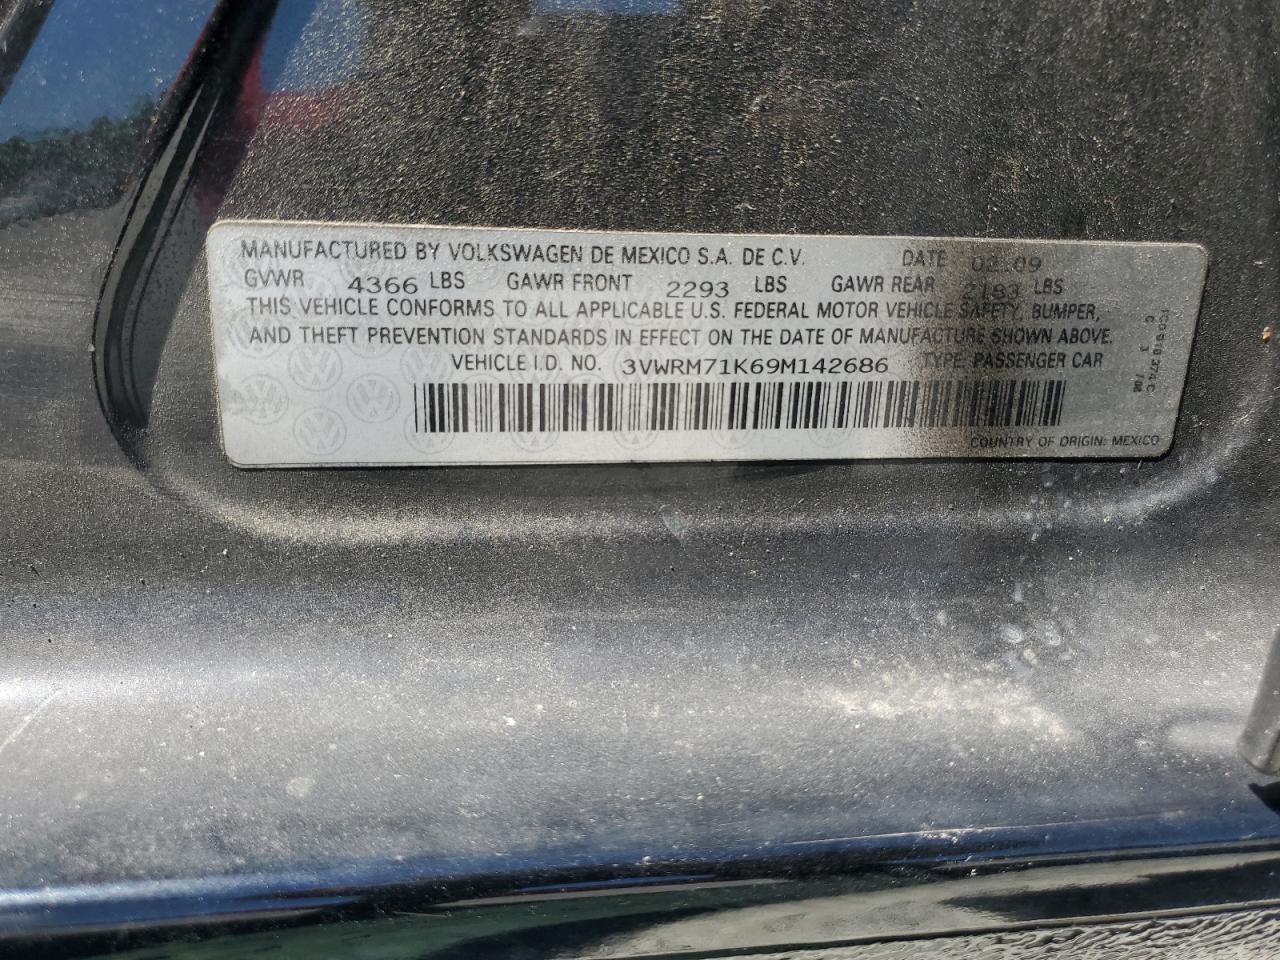 MANUFACTURED BY VOLKSWAGEN DE MEXICO S.A. DE C.V. DATE 02.09
GVWR 4366 LBS GAWR FRONT 2293 LBS GAWR REAR 2183 LBS
THIS VEHICLE CONFORMS TO ALL APPLICABLE U.S. FEDERAL MOTOR VEHICLE SAFETY, BUMPER,
AND THEFT PREVENTION STANDARDS IN EFFECT ON THE DATE OF MANUFACTURE SHOWN ABOVE.
VEHICLE I.D. NO. 3VWRM71K69M142686 TYPE: PASSENGER CAR
COUNTRY OF ORIGIN: MEXICO